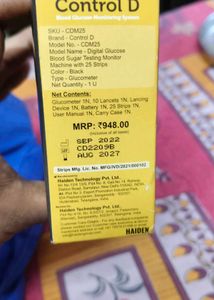 Control D
Blood Glucose Monitoring System
SKU - CDM25
Brand - Control D
Model No. - CDM25
Model Name - Digital Glucose
Blood Sugar Testing Monitor
Machine with 25 Strips
Color - Black
Type - Glucometer
Net Quantity - 1 U
Net Contents:
Glucometer 1N, 10 Lancets 1N, Lancing
Device 1N, Battery 1N, 25 Strips 1N,
User Manual 1N, Carry Case 1N
MRP: ₹948.00
(Inclusive of all taxes)
SEP 2022
CD2209B
AUG 2027
Strips Mfg. Lic. No. MFG/IVD/2021/000102
Haiden Technology Pvt. Ltd.
Haiden Technology Pvt. Ltd.
HAIDEN